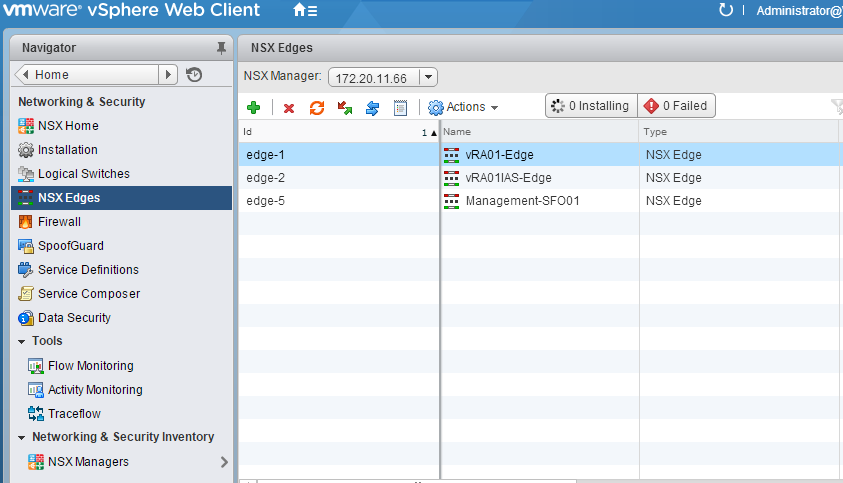 vmware® vSphere Web Client
Administrator@
Navigator
Home
Networking & Security
NSX Home
Installation
Logical Switches
NSX Edges
Firewall
SpoofGuard
Service Definitions
Service Composer
Data Security
Tools
Flow Monitoring
Activity Monitoring
Traceflow
Networking & Security Inventory
NSX Managers
NSX Edges
NSX Manager: 172.20.11.66
Actions 0 Installing 0 Failed
Id 1 Name Type
edge-1 vRA01-Edge NSX Edge
edge-2 vRA01IAS-Edge NSX Edge
edge-5 Management-SFO01 NSX Edge